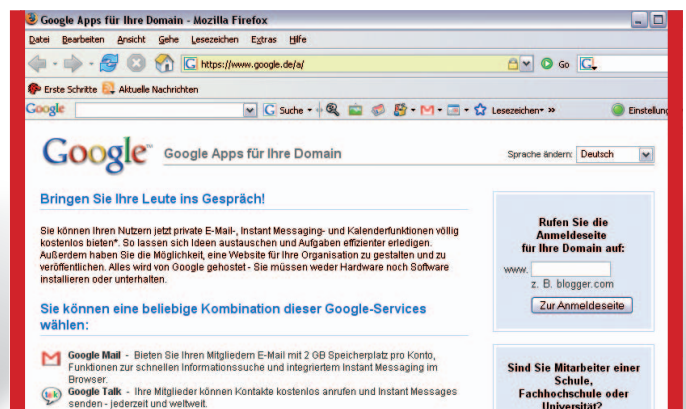 Google Apps für Ihre Domain - Mozilla Firefox
Datei Bearbeiten Ansicht Gehe Lesezeichen Extras Hilfe
https://www.google.de/a/ Go
Erste Schritte Aktuelle Nachrichten
Google Suche Lesezeichen Einstellung
Google™ Google Apps für Ihre Domain Sprache ändern: Deutsch
Bringen Sie Ihre Leute ins Gespräch!
Sie können Ihren Nutzern jetzt private E-Mail-, Instant Messaging- und Kalenderfunktionen völlig
kostenlos bieten*. So lassen sich Ideen austauschen und Aufgaben effizienter erledigen.
Außerdem haben Sie die Möglichkeit, eine Website für Ihre Organisation zu gestalten und zu
veröffentlichen. Alles wird von Google gehostet - Sie müssen weder Hardware noch Software
installieren oder unterhalten.
Sie können eine beliebige Kombination dieser Google-Services
wählen:
Google Mail - Bieten Sie Ihren Mitgliedern E-Mail mit 2 GB Speicherplatz pro Konto,
Funktionen zur schnellen Informationssuche und integriertem Instant Messaging im
Browser.
talk Google Talk - Ihre Mitglieder können Kontakte kostenlos anrufen und Instant Messages
senden - jederzeit und weltweit.
Rufen Sie die
Anmeldeseite
für Ihre Domain auf:
www.
z. B. blogger.com
Zur Anmeldeseite
Sind Sie Mitarbeiter einer
Schule,
Fachhochschule oder
Universität?